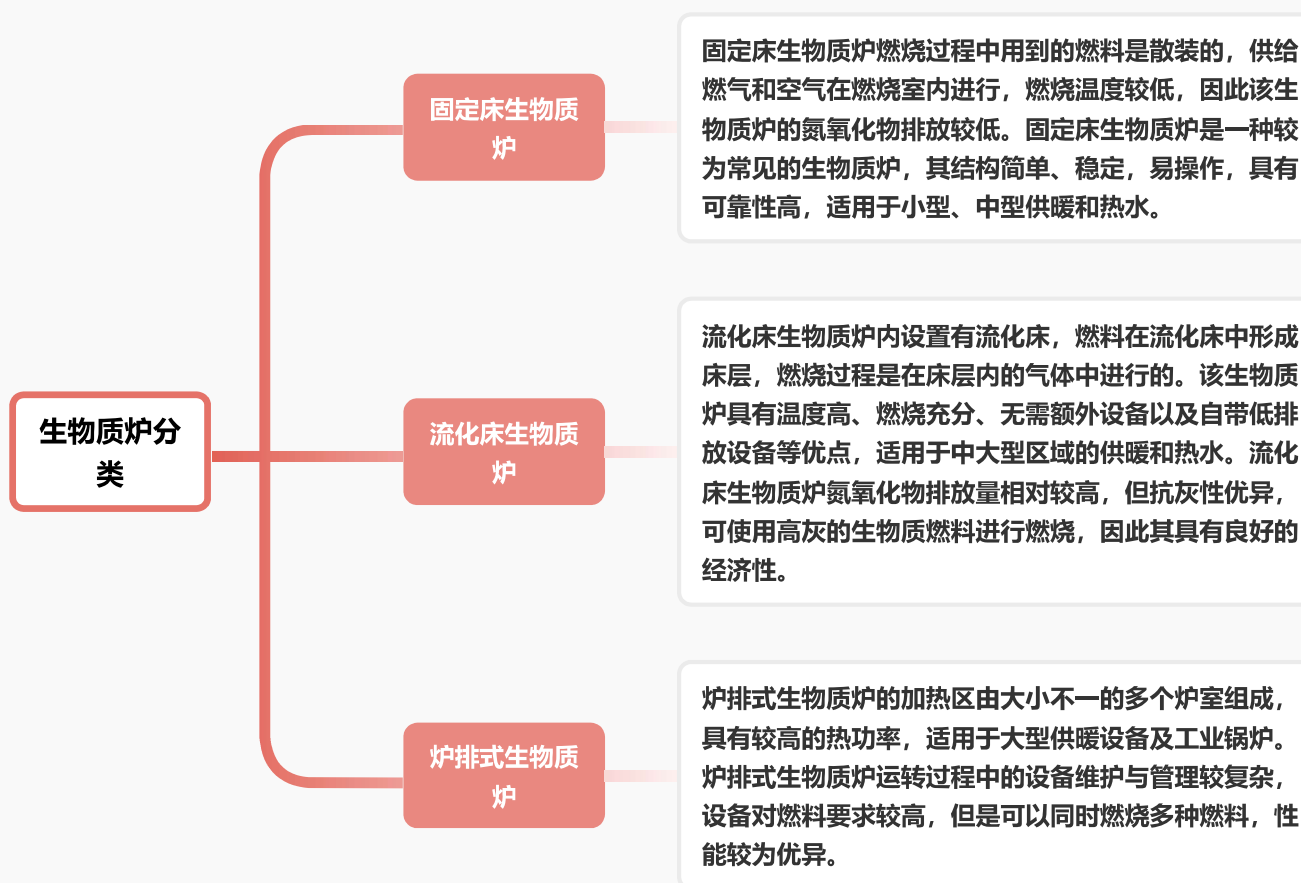 生物质炉分
类
固定床生物质
炉
固定床生物质炉燃烧过程中用到的燃料是散装的，供给
燃气和空气在燃烧室内进行，燃烧温度较低，因此该生
物质炉的氮氧化物排放较低。固定床生物质炉是一种较
为常见的生物质炉，其结构简单、稳定，易操作，具有
可靠性高，适用于小型、中型供暖和热水。
流化床生物质
炉
流化床生物质炉内设置有流化床，燃料在流化床中形成
床层，燃烧过程是在床层内的气体中进行的。该生物质
炉具有温度高、燃烧充分、无需额外设备以及自带低排
放设备等优点，适用于中大型区域的供暖和热水。流化
床生物质炉氮氧化物排放量相对较高，但抗灰性优异，
可使用高灰的生物质燃料进行燃烧，因此其具有良好的
经济性。
炉排式生物质
炉
炉排式生物质炉的加热区由大小不一的多个炉室组成，
具有较高的热功率，适用于大型供暖设备及工业锅炉。
炉排式生物质炉运转过程中的设备维护与管理较复杂，
设备对燃料要求较高，但是可以同时燃烧多种燃料，性
能较为优异。